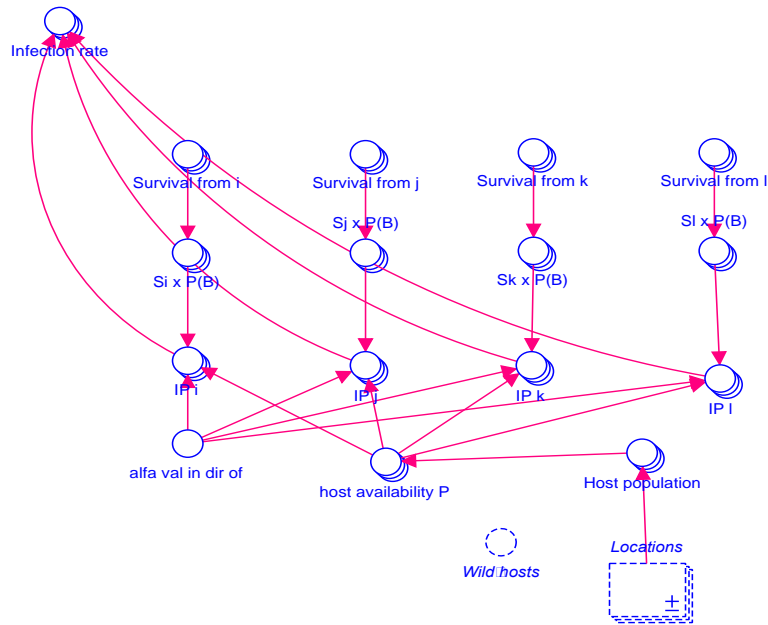 Infection rate
Survival from i
Survival from j
Survival from k
Survival from l
Sj x P(B)
Sl x P(B)
Si x P(B)
Sk x P(B)
IP i
IP j
IP k
IP l
alfa val in dir of
host availability P
Host population
Locations
Wild hosts
±